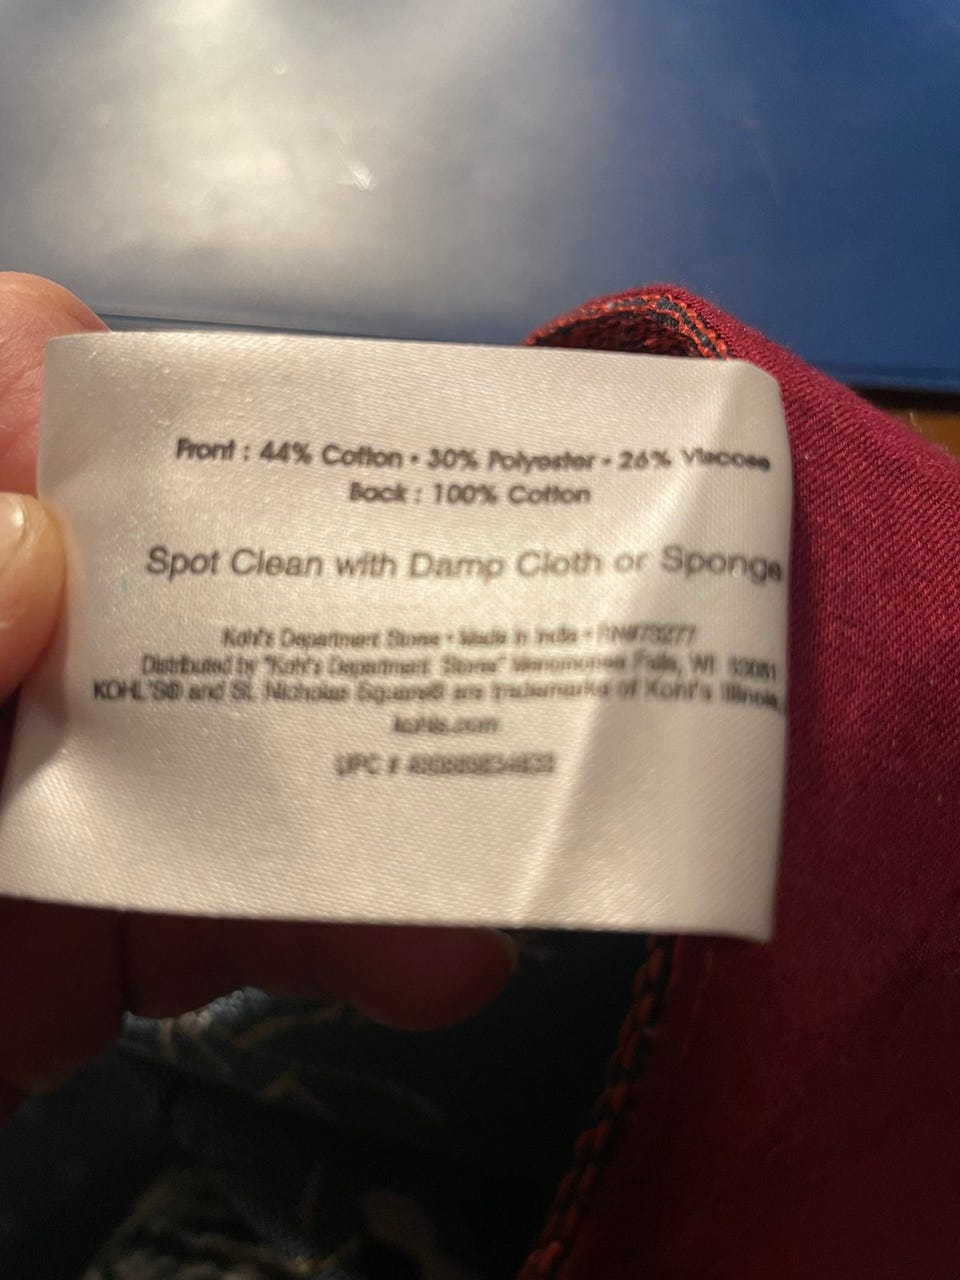 Front : 44% Cotton • 30% Polyester • 26% Viscose
Back : 100% Cotton
Spot Clean with Damp Cloth or Sponge
Kohl's Department Stores • Made in India • RN#73277
Distributed by "Kohl's Department Stores" Menomonee Falls, WI 53051
KOHL'S® and St. Nicholas Square® are trademarks of Kohl's Illinois,
kohls.com
UPC #